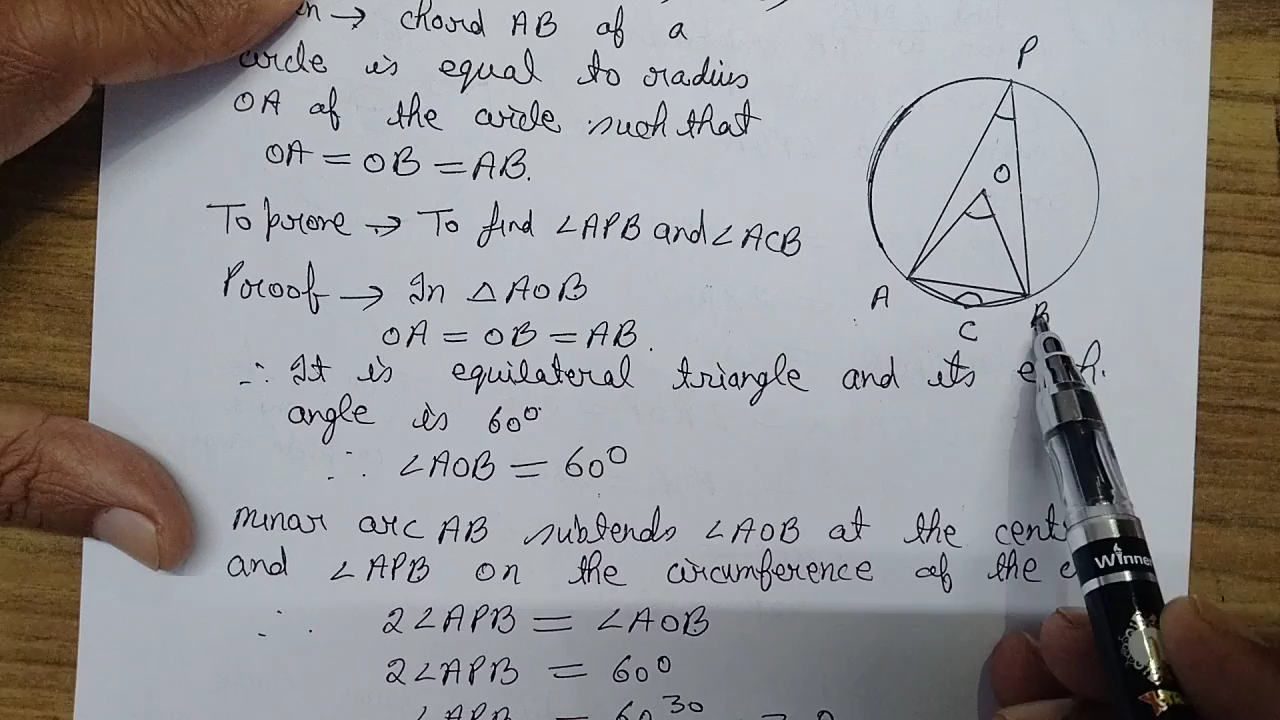 → chord AB of a
circle is equal to radius
OA of the circle such that
OA = OB = AB.
To prove → To find ∠APB and ∠ACB
Proof → In △AOB
OA = OB = AB.
∴ It is equilateral triangle and its
angle is 60°
∴ ∠AOB = 60°
minor arc AB subtends ∠AOB at the
and ∠APB on the circumference of the
∴ 2∠APB = ∠AOB
2∠APB = 60°
∠APB = 60 30
P
O
A
C
B
Winner